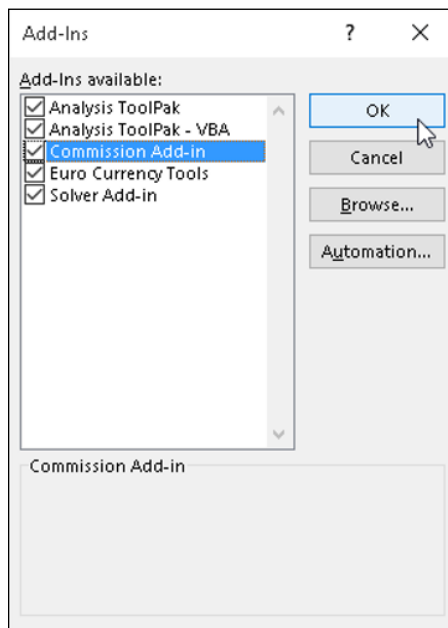 Add-Ins
? ×
Add-Ins available:
Analysis ToolPak
Analysis ToolPak - VBA
Commission Add-in
Euro Currency Tools
Solver Add-in
OK
Cancel
Browse...
Automation...
Commission Add-in